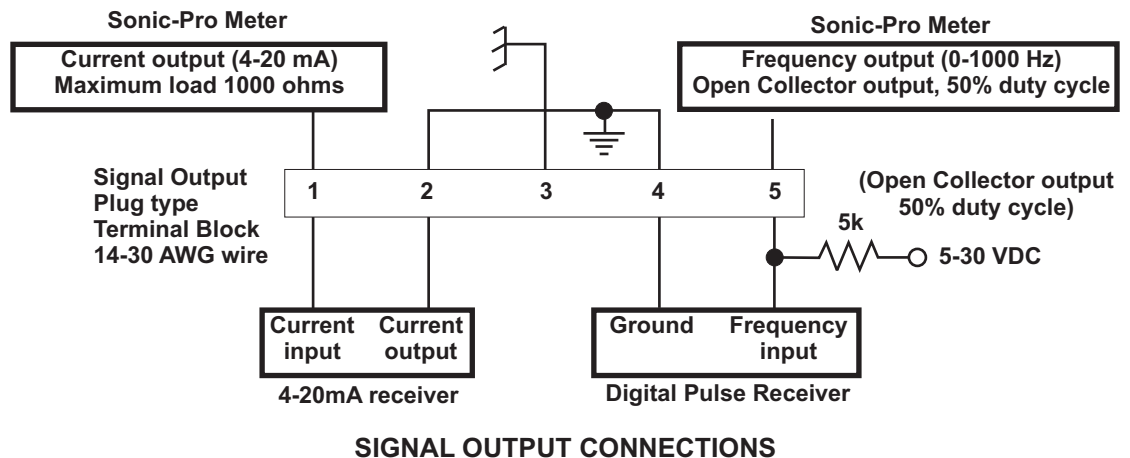 Sonic-Pro Meter
Current output (4-20 mA)
Maximum load 1000 ohms
Sonic-Pro Meter
Frequency output (0-1000 Hz)
Open Collector output, 50% duty cycle
Signal Output
Plug type
Terminal Block
14-30 AWG wire
1 2 3 4 5
(Open Collector output
50% duty cycle)
5k
5-30 VDC
Current
input
Current
output
4-20mA receiver
Ground
Frequency
input
Digital Pulse Receiver
SIGNAL OUTPUT CONNECTIONS